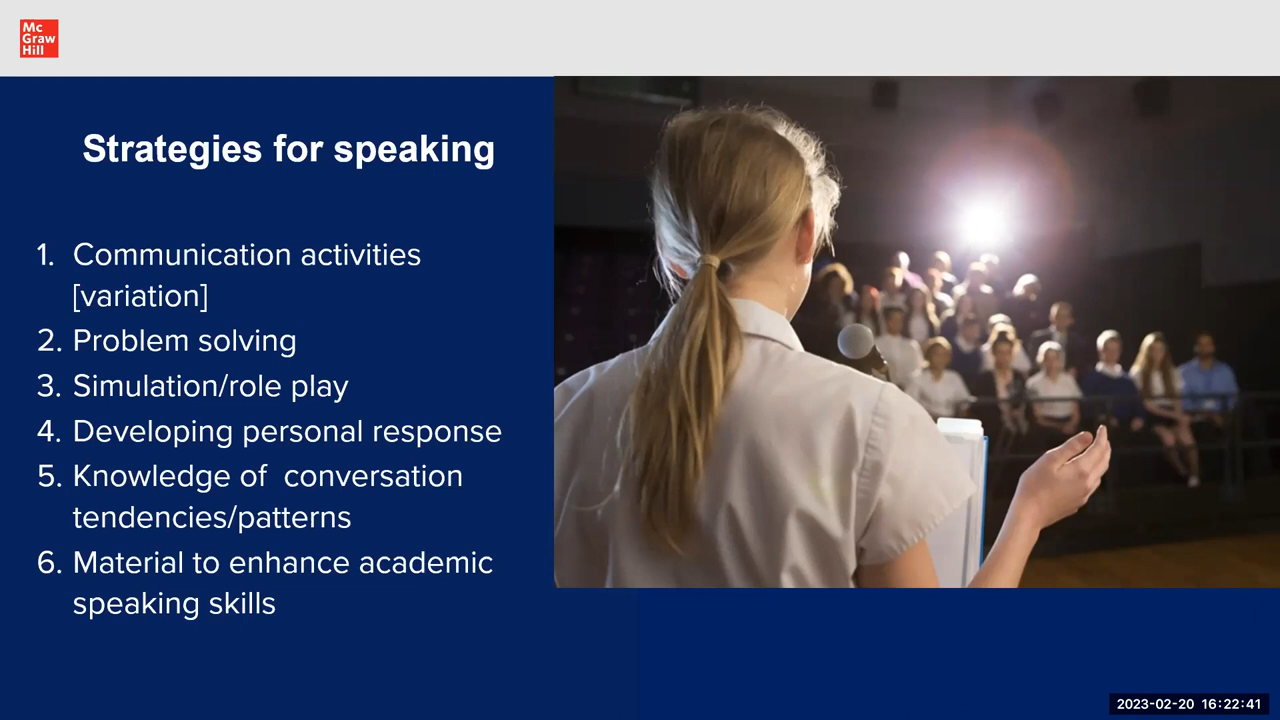 Mc
Graw
Hill
Strategies for speaking
1. Communication activities
[variation]
2. Problem solving
3. Simulation/role play
4. Developing personal response
5. Knowledge of  conversation
tendencies/patterns
6. Material to enhance academic
speaking skills
2023-02-20 16:22:41